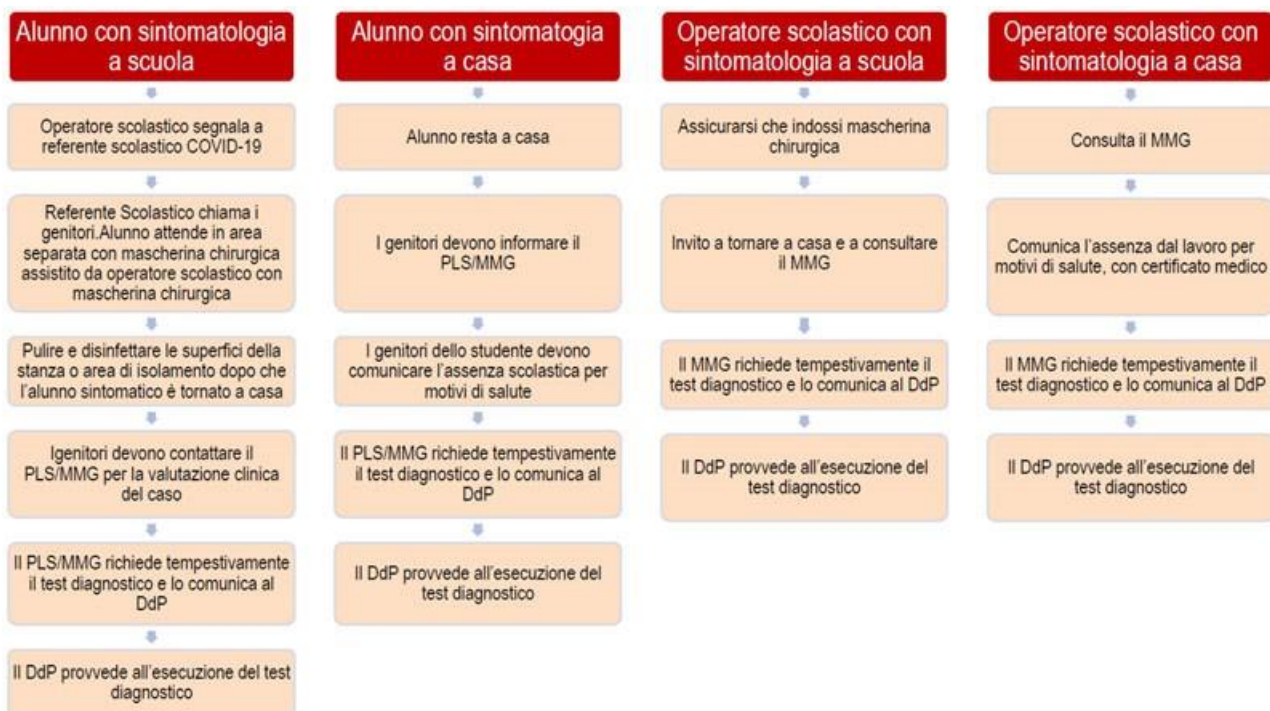 Alunno con sintomatologia
a scuola
Operatore scolastico segnala a
referente scolastico COVID-19
Referente Scolastico chiama i
genitori.Alunno attende in area
separata con mascherina chirurgica
assistito da operatore scolastico con
mascherina chirurgica
Pulire e disinfettare le superfici della
stanza o area di isolamento dopo che
l'alunno sintomatico è tornato a casa
Igenitori devono contattare il
PLS/MMG per la valutazione clinica
del caso
Il PLS/MMG richiede tempestivamente
il test diagnostico e lo comunica al
DdP
Il DdP provvede all'esecuzione del test
diagnostico
Alunno con sintomatogia
a casa
Alunno resta a casa
I genitori devono informare il
PLS/MMG
I genitori dello studente devono
comunicare l'assenza scolastica per
motivi di salute
Il PLS/MMG richiede tempestivamente
il test diagnostico e lo comunica al
DdP
Il DdP provvede all'esecuzione del
test diagnostico
Operatore scolastico con
sintomatologia a scuola
Assicurarsi che indossi mascherina
chirurgica
Invito a tornare a casa e a consultare
il MMG
Il MMG richiede tempestivamente il
test diagnostico e lo comunica al DdP
Il DdP provvede all'esecuzione del
test diagnostico
Operatore scolastico con
sintomatologia a casa
Consulta il MMG
Comunica l'assenza dal lavoro per
motivi di salute, con certificato medico
Il MMG richiede tempestivamente il
test diagnostico e lo comunica al DdP
Il DdP provvede all'esecuzione del
test diagnostico